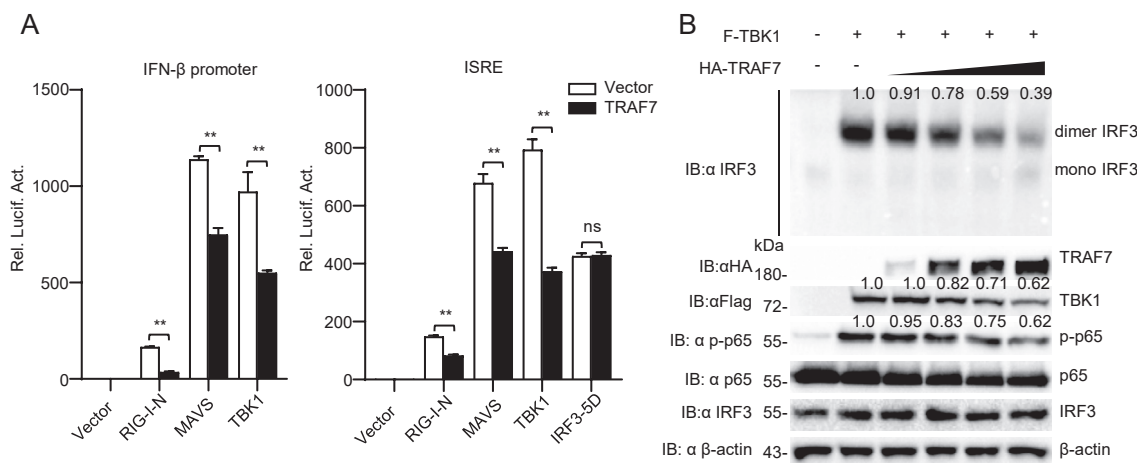 A
IFN-β promoter
Rel. Lucif. Act.
1500
1000
500
0
**
**
**
Vector
RIG-I-N
MAVS
TBK1
ISRE
Vector
TRAF7
Rel. Lucif. Act.
1000
800
600
400
200
0
**
**
**
ns
Vector
RIG-I-N
MAVS
TBK1
IRF3-5D
B
F-TBK1 - + + + + +
HA-TRAF7 - -
1.0 0.91 0.78 0.59 0.39
dimer IRF3
IB:α IRF3
mono IRF3
kDa
IB:αHA 180- TRAF7
1.0 1.0 0.82 0.71 0.62
IB:αFlag 72- TBK1
1.0 0.95 0.83 0.75 0.62
IB: α p-p65 55- p-p65
IB: α p65 55- p65
IB:α IRF3 55- IRF3
IB: α β-actin 43- β-actin